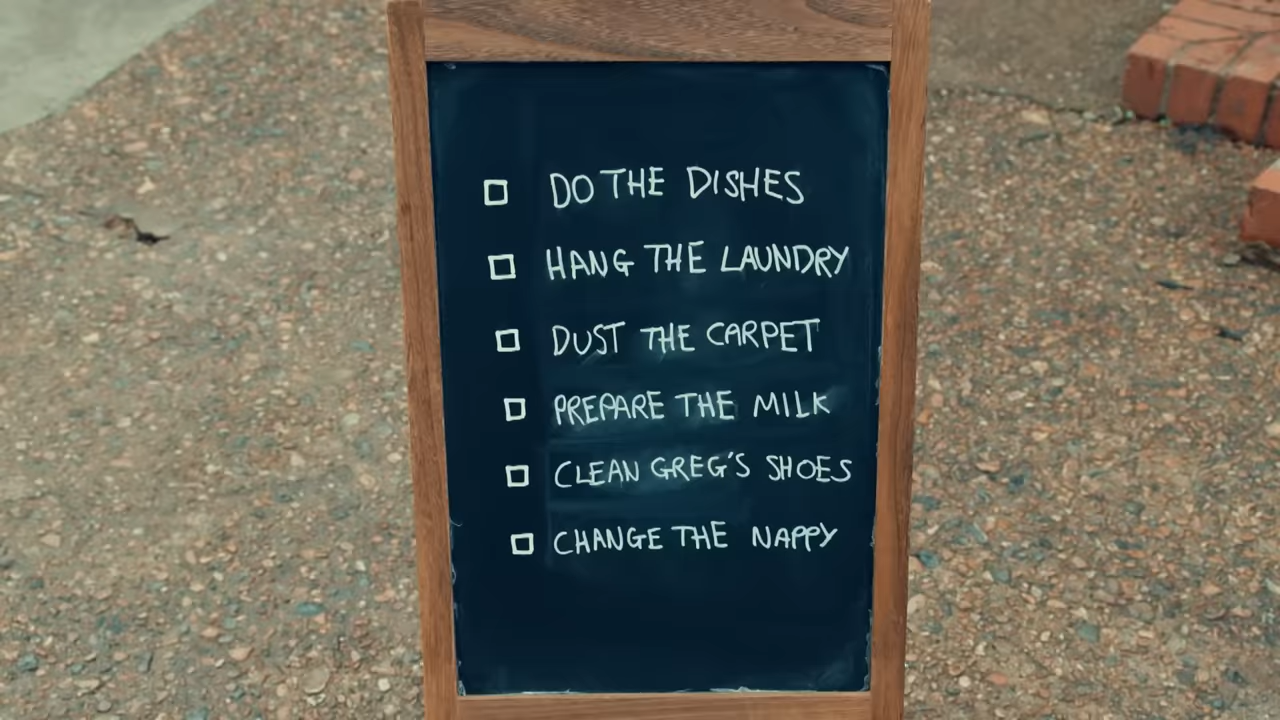 DO THE DISHES
HANG THE LAUNDRY
DUST THE CARPET
PREPARE THE MILK
CLEAN GREG'S SHOES
CHANGE THE NAPPY